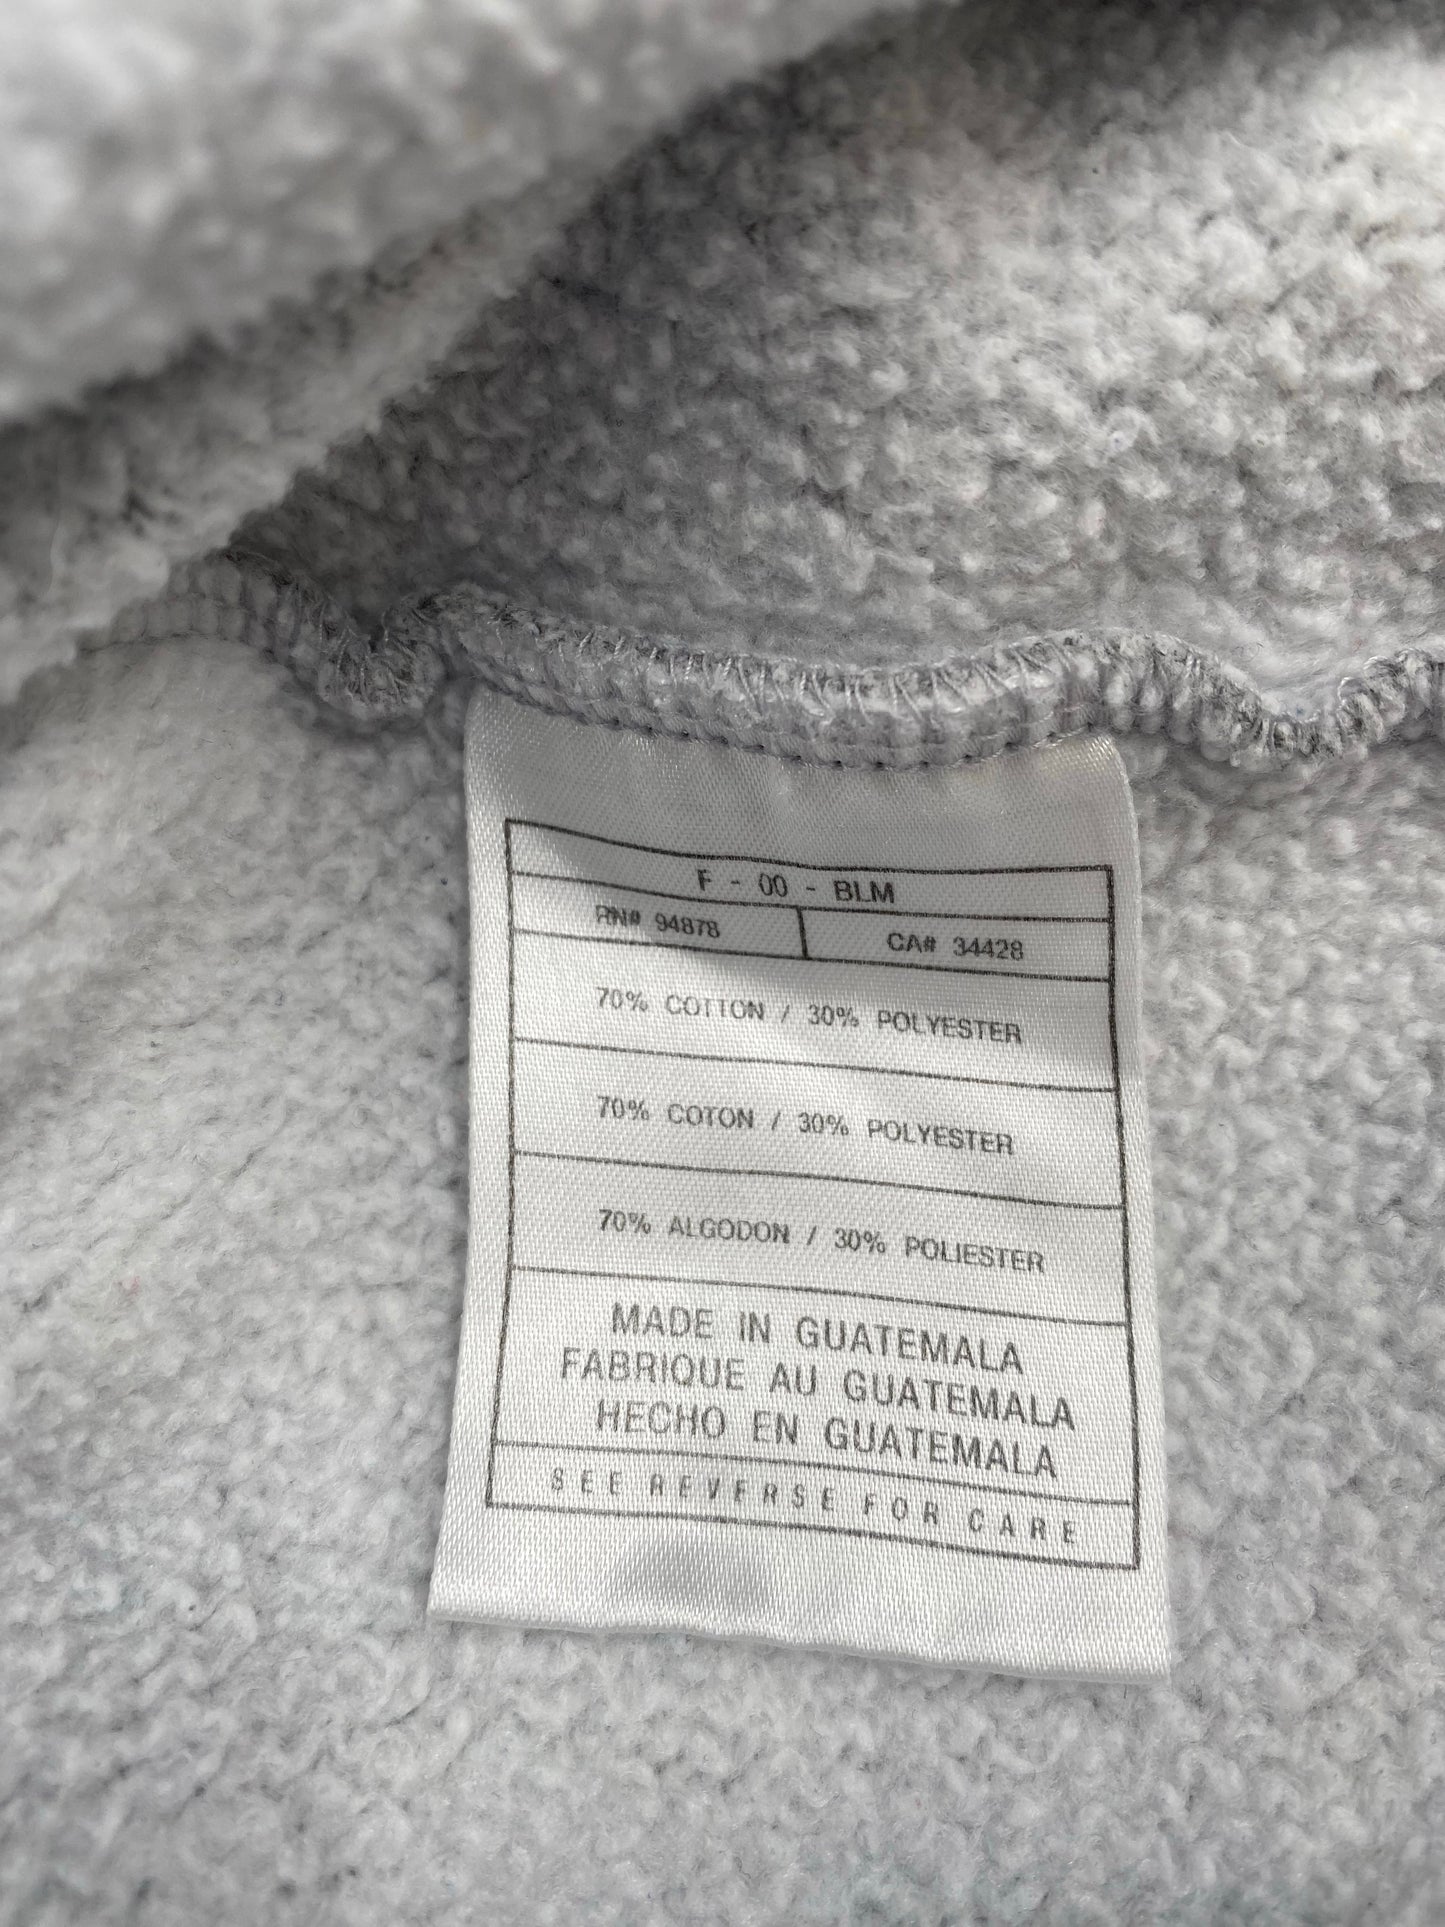 F - 00 - BLM
RN# 94878 CA# 34428
70% COTTON / 30% POLYESTER
70% COTON / 30% POLYESTER
70% ALGODON / 30% POLIESTER
MADE IN GUATEMALA
FABRIQUE AU GUATEMALA
HECHO EN GUATEMALA
SEE REVERSE FOR CARE